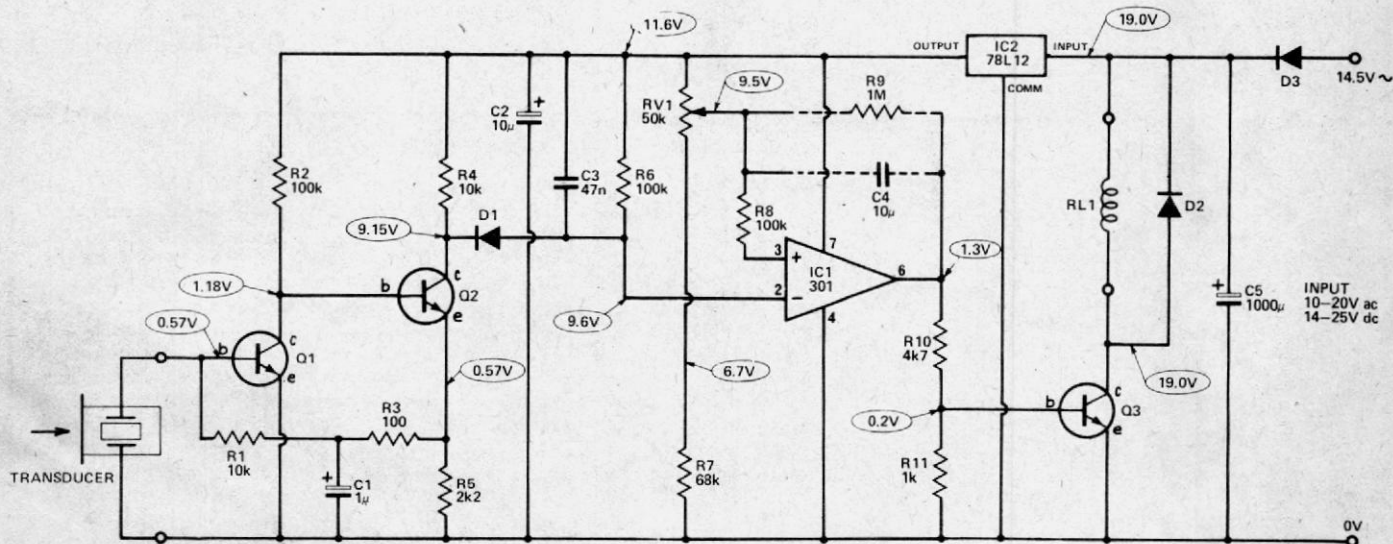 11.6V
19.0V
OUTPUT
IC2
78L12
INPUT
COMM
D3
14.5V ~
9.5V
R9
1M
C2
10μ
+
RV1
50k
R2
100k
R4
10k
C3
47n
R6
100k
C4
10μ
RL1
D2
D1
R8
100k
9.15V
7
3
+
IC1
301
6
1.3V
2
−
4
1.18V
b
c
Q2
e
9.6V
+
C5
1000μ
INPUT
10—20V ac
14—25V dc
0.57V
b
c
Q1
e
0.57V
6.7V
R10
4k7
19.0V
0.2V
b
c
Q3
e
R3
100
R1
10k
TRANSDUCER
+
C1
1μ
R5
2k2
R7
68k
R11
1k
0V